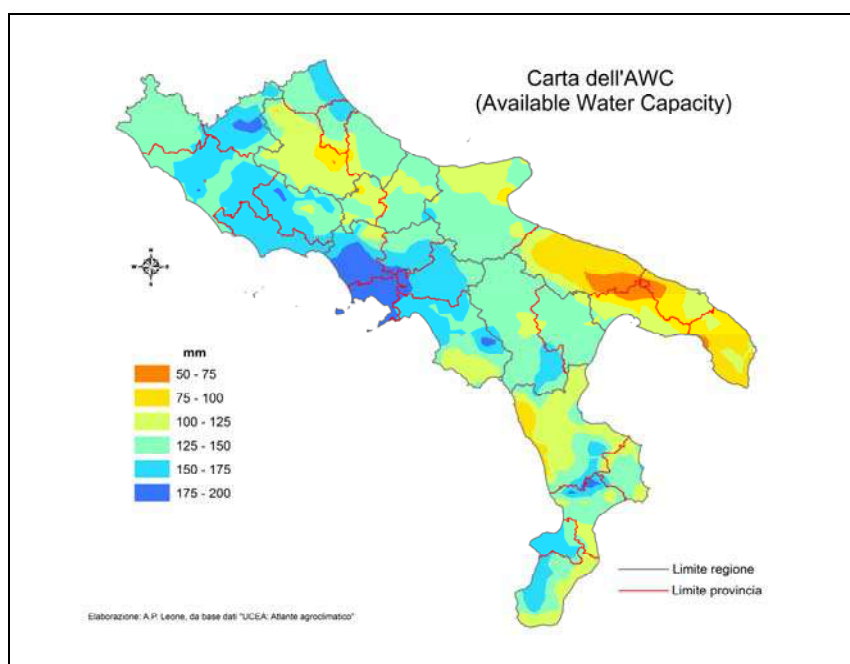 Carta dell'AWC
(Available Water Capacity)
N
W
E
S
mm
50 - 75
75 - 100
100 - 125
125 - 150
150 - 175
175 - 200
Limite regione
Limite provincia
Elaborazione: A.P. Leone, da base dati "UCEA: Atlante agroclimatico"